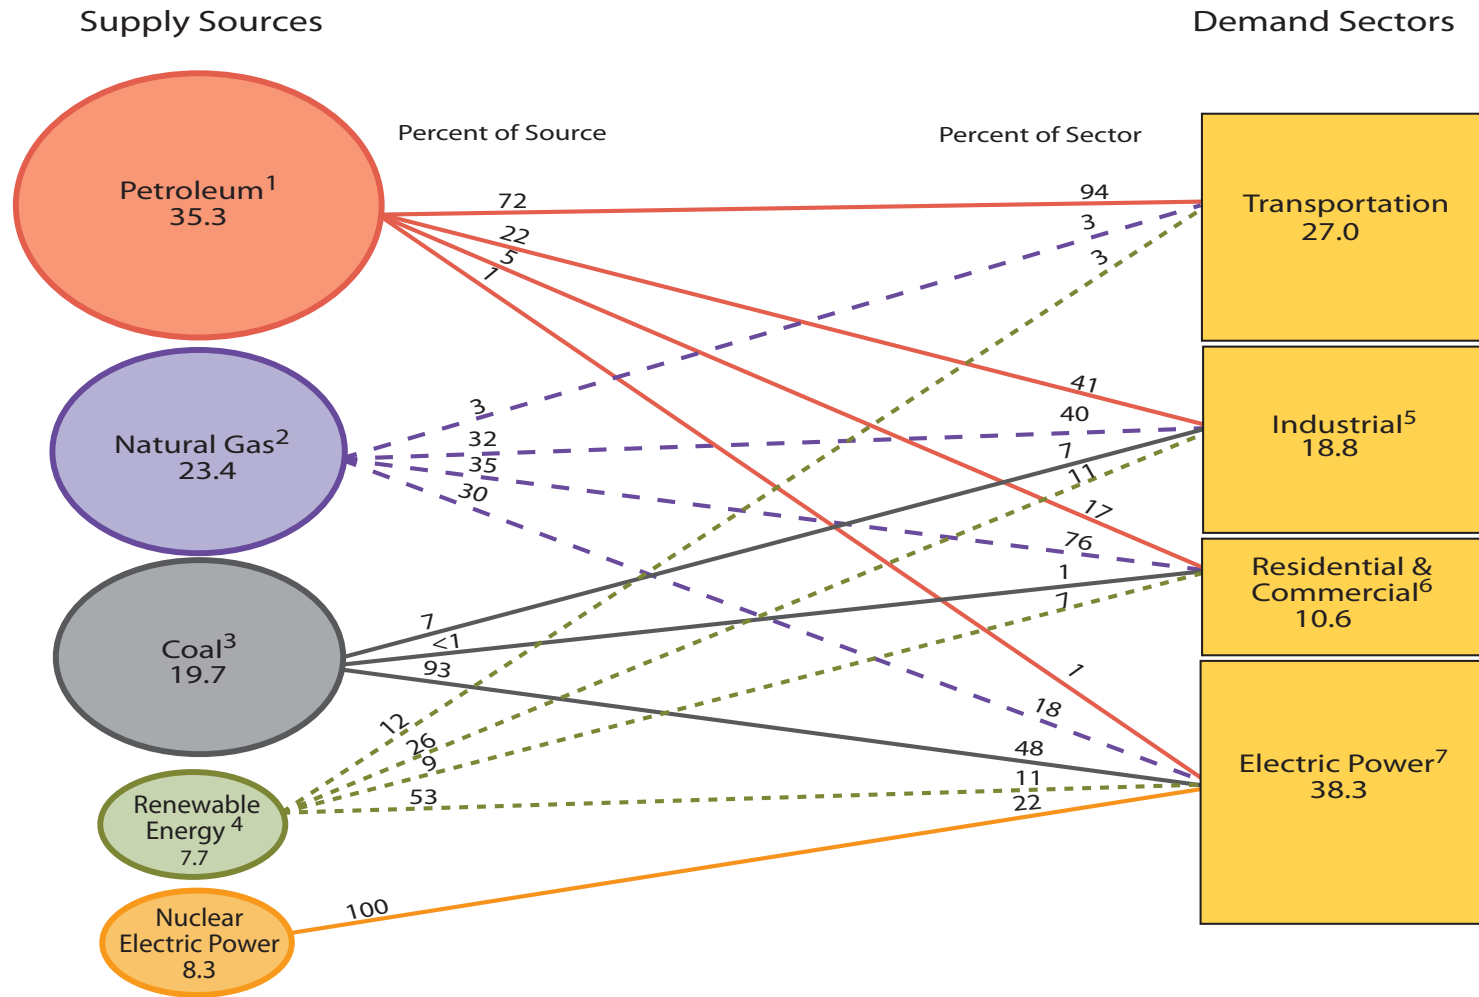 Supply Sources
Demand Sectors
Percent of Source
Percent of Sector
Petroleum1
35.3
72
22
5
1
94
3
3
Transportation
27.0
Natural Gas2
23.4
3
32
35
30
41
40
7
11
Industrial5
18.8
Coal3
19.7
7
<1
93
17
76
1
7
Residential &
Commercial6
10.6
Renewable
Energy 4
7.7
12
26
9
53
1
18
48
11
22
Electric Power7
38.3
Nuclear
Electric Power
8.3
100